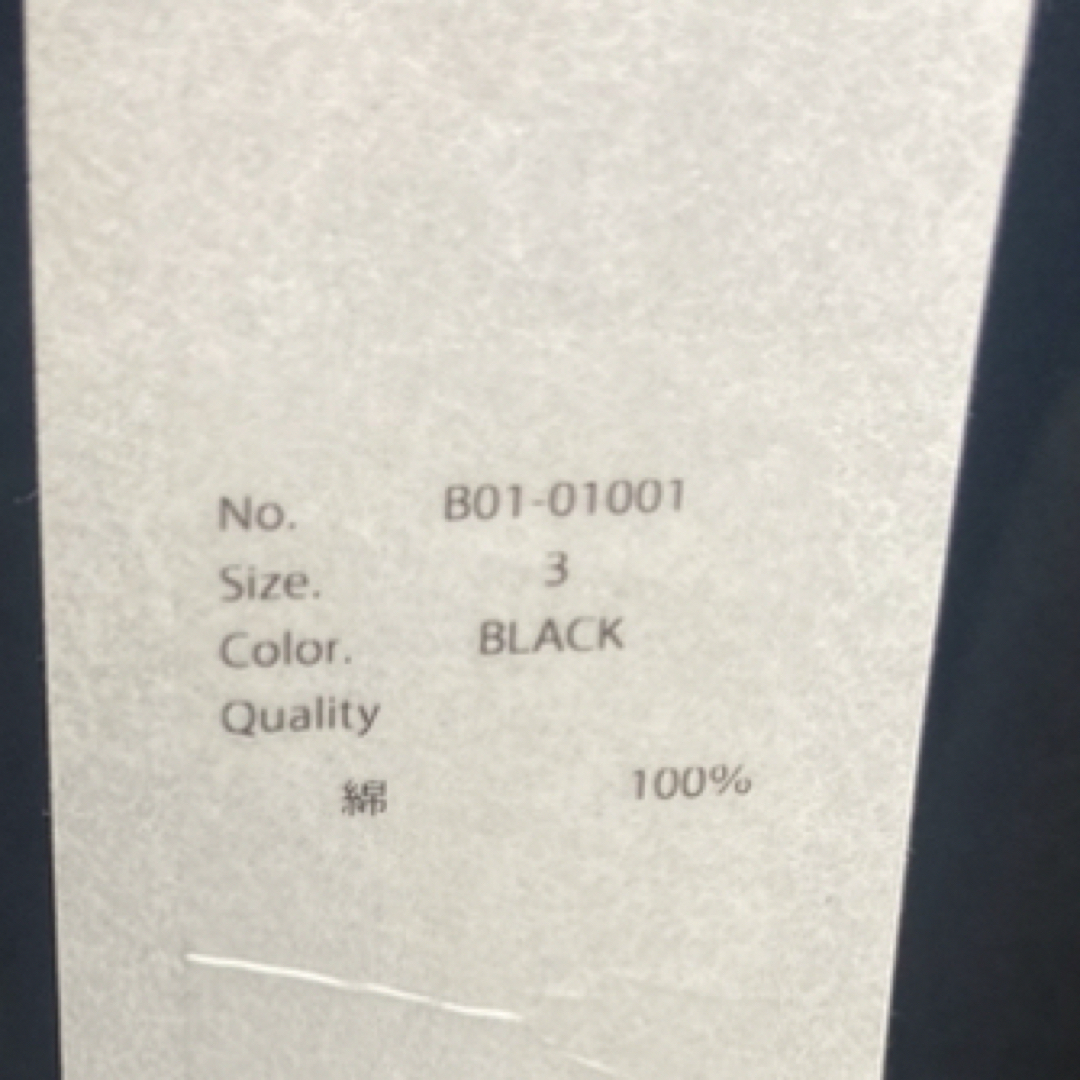 No. B01-01001
Size. 3
Color. BLACK
Quality
綿 100%